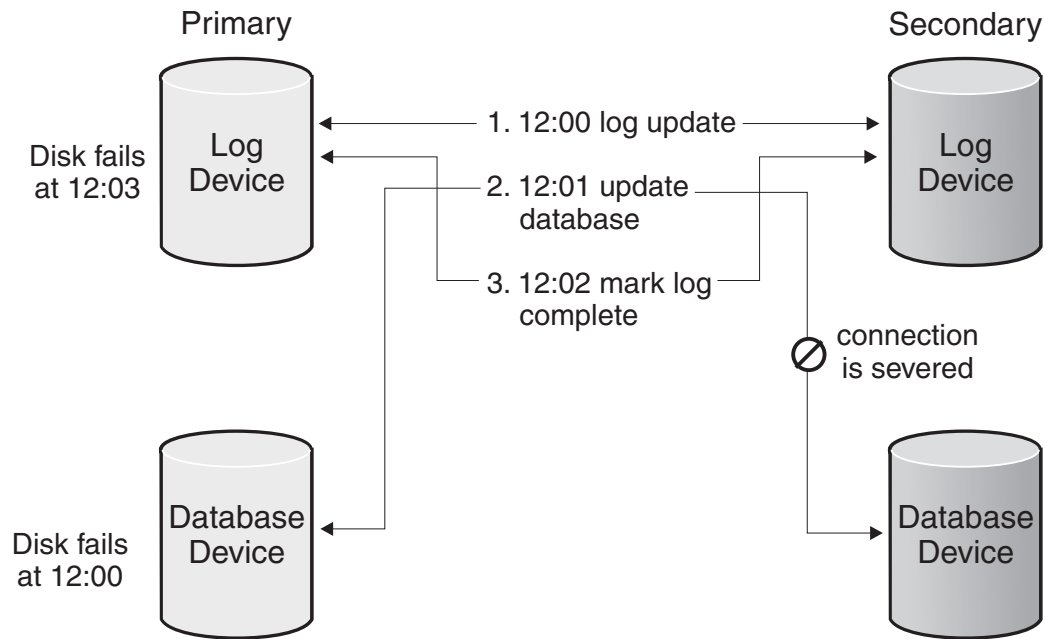 Primary
Secondary
Disk fails
at 12:03
Log
Device
1. 12:00 log update
2. 12:01 update
database
3. 12:02 mark log
complete
Log
Device
connection
is severed
Disk fails
at 12:00
Database
Device
Database
Device